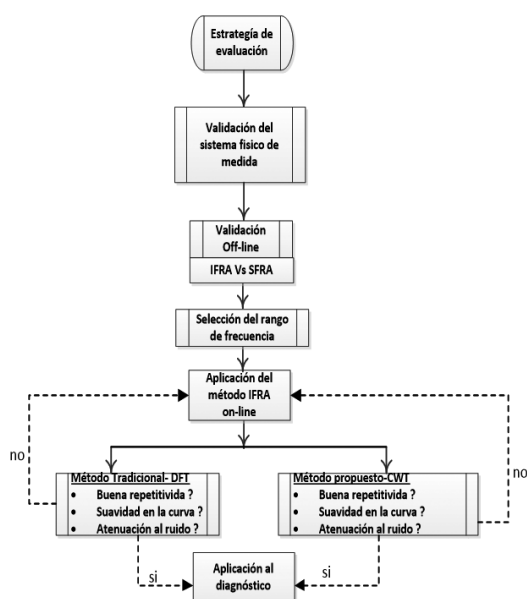 Estrategía de
evaluación
Validación del
sistema fisico de
medida
Validación
Off-line
IFRA Vs SFRA
Selección del rango
de frecuencia
Aplicación del
método IFRA
on-line
no
no
Método Tradicional- DFT
• Buena repetitivida ?
• Suavidad en la curva ?
• Atenuación al ruido ?
Método propuesto-CWT
• Buena repetitivida ?
• Suavidad en la curva ?
• Atenuación al ruido ?
si
si
Aplicación al
diagnóstico